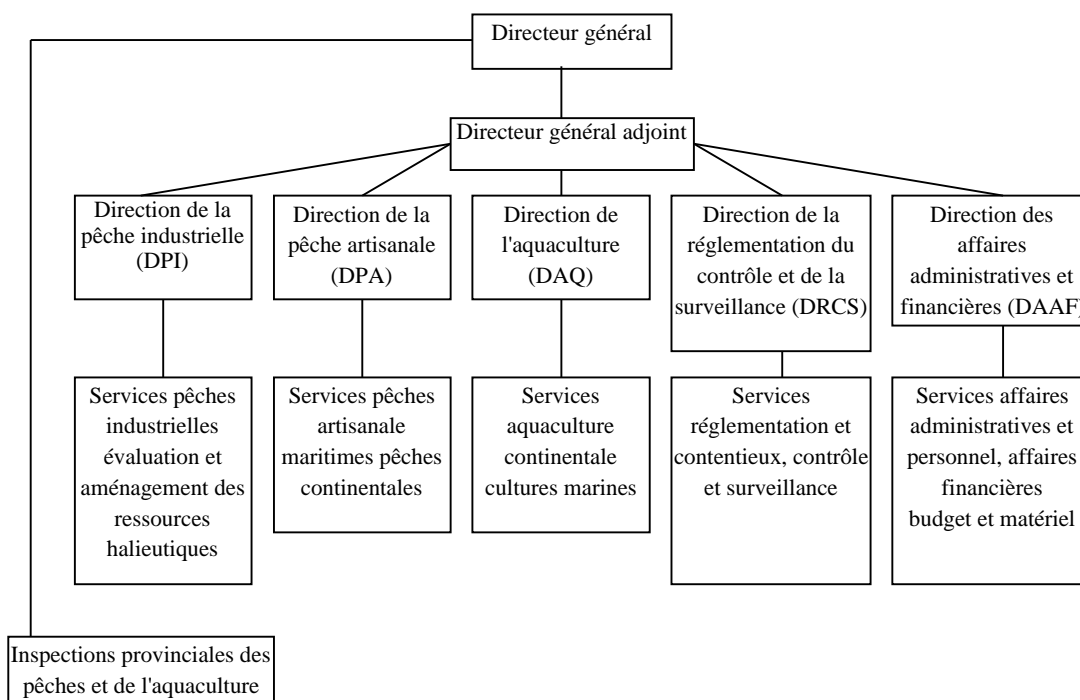 Directeur général
Directeur général adjoint
Direction de la
pêche industrielle
(DPI)
Direction de la
pêche artisanale
(DPA)
Direction de
l'aquaculture
(DAQ)
Direction de la
réglementation du
contrôle et de la
surveillance (DRCS)
Direction des
affaires
administratives et
financières (DAAF)
Services pêches
industrielles
évaluation et
aménagement des
ressources
halieutiques
Services pêches
artisanale
maritimes pêches
continentales
Services
aquaculture
continentale
cultures marines
Services
réglementation et
contentieux, contrôle
et surveillance
Services affaires
administratives et
personnel, affaires
financières
budget et matériel
Inspections provinciales des
pêches et de l'aquaculture